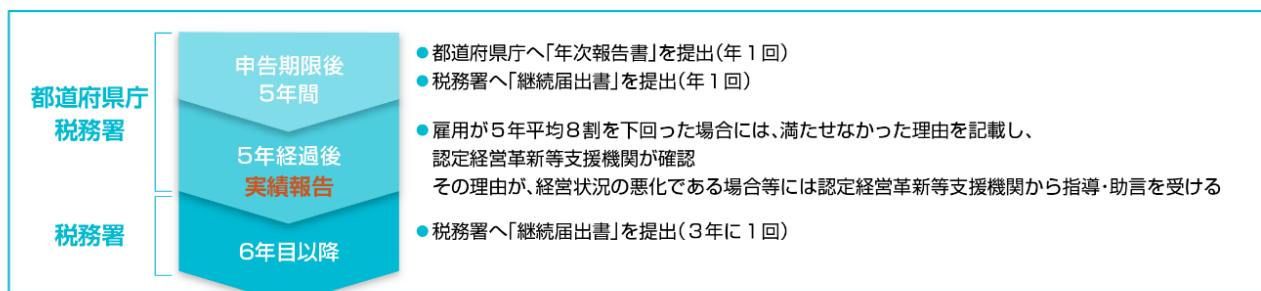 都道府県庁
税務署
申告期限後
5年間
●都道府県庁へ「年次報告書」を提出(年1回)
●税務署へ「継続届出書」を提出(年1回)
5年経過後
実績報告
●雇用が5年平均8割を下回った場合には、満たせなかった理由を記載し、
認定経営革新等支援機関が確認
その理由が、経営状況の悪化である場合等には認定経営革新等支援機関から指導・助言を受ける
税務署
6年目以降
●税務署へ「継続届出書」を提出(3年に1回)